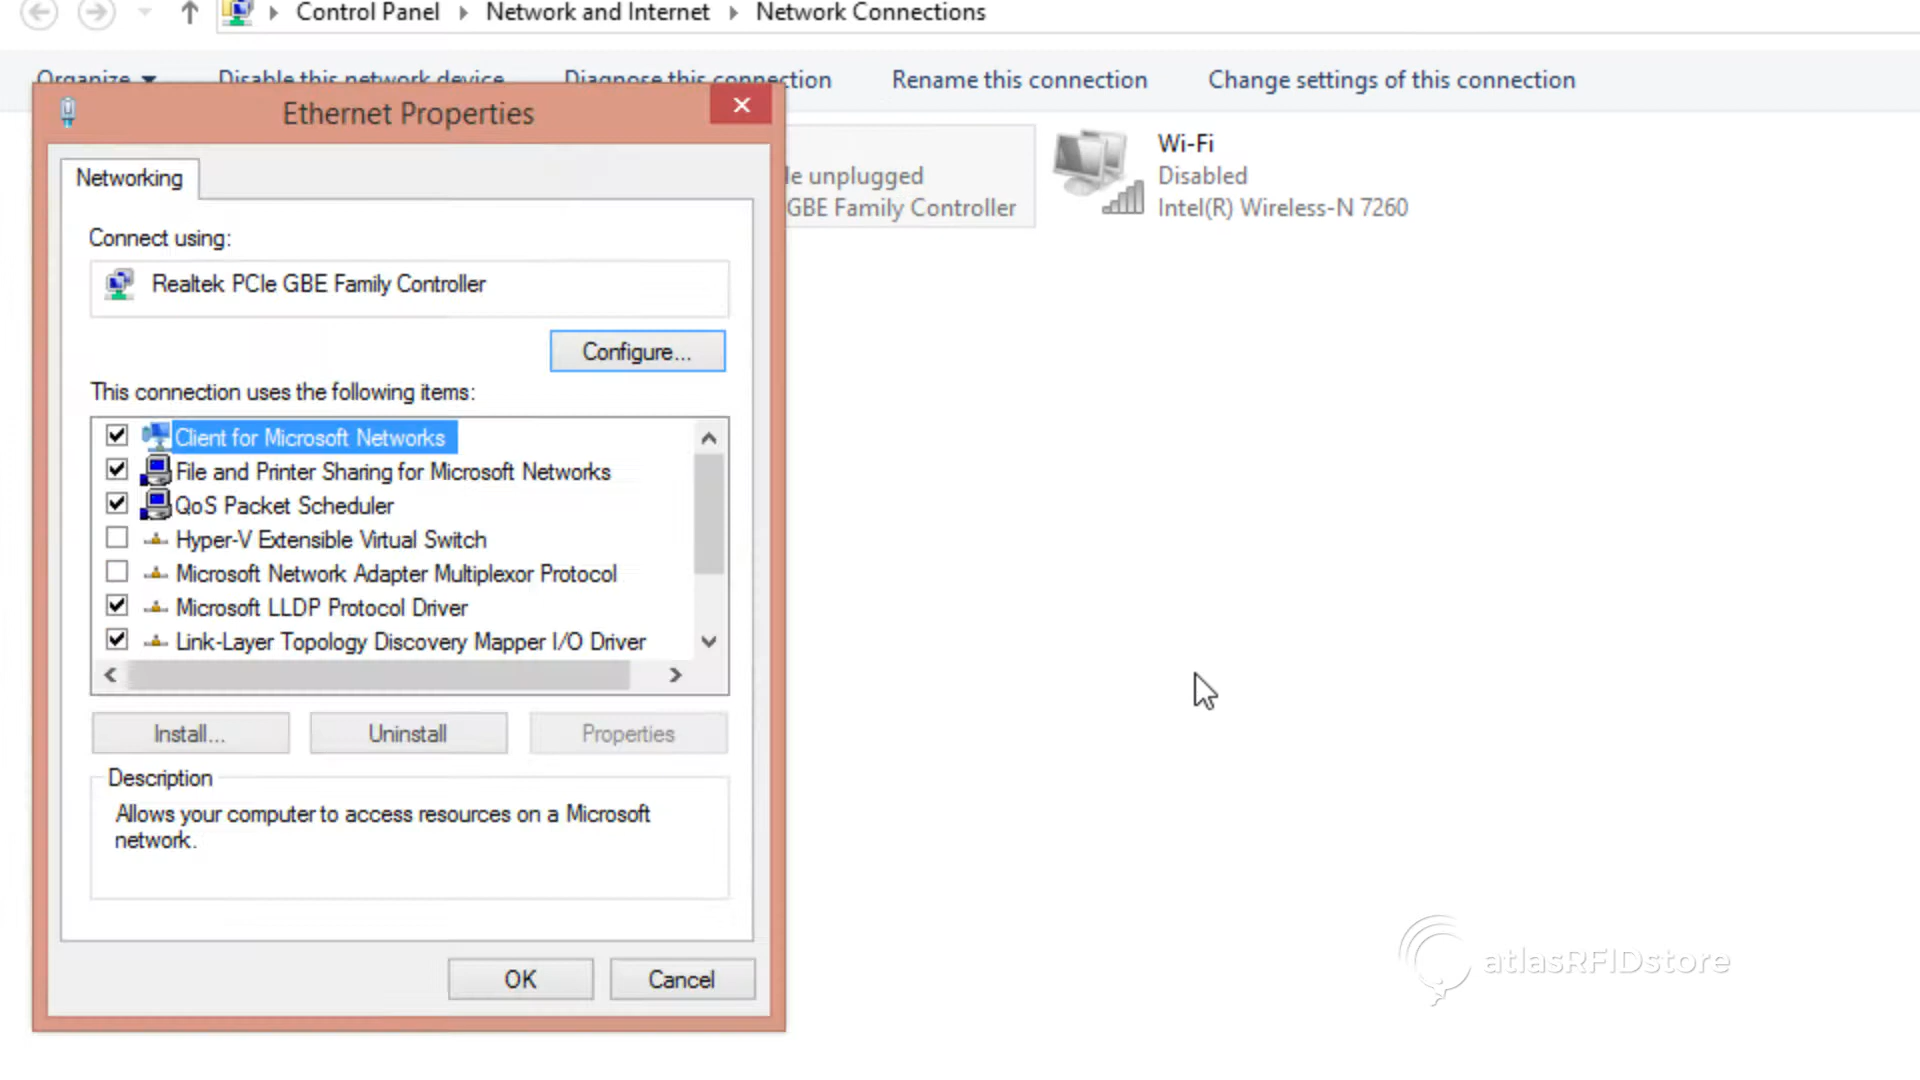 Control Panel Network and Internet Network Connections
Organize Disable this network device Diagnose this connection Rename this connection Change settings of this connection
Ethernet Properties
Networking
Connect using:
Realtek PCIe GBE Family Controller
Configure...
This connection uses the following items:
Client for Microsoft Networks
File and Printer Sharing for Microsoft Networks
QoS Packet Scheduler
Hyper-V Extensible Virtual Switch
Microsoft Network Adapter Multiplexor Protocol
Microsoft LLDP Protocol Driver
Link-Layer Topology Discovery Mapper I/O Driver
Install... Uninstall Properties
Description
Allows your computer to access resources on a Microsoft
network.
OK Cancel
le unplugged
GBE Family Controller
Wi-Fi
Disabled
Intel(R) Wireless-N 7260
atlasRFIDstore